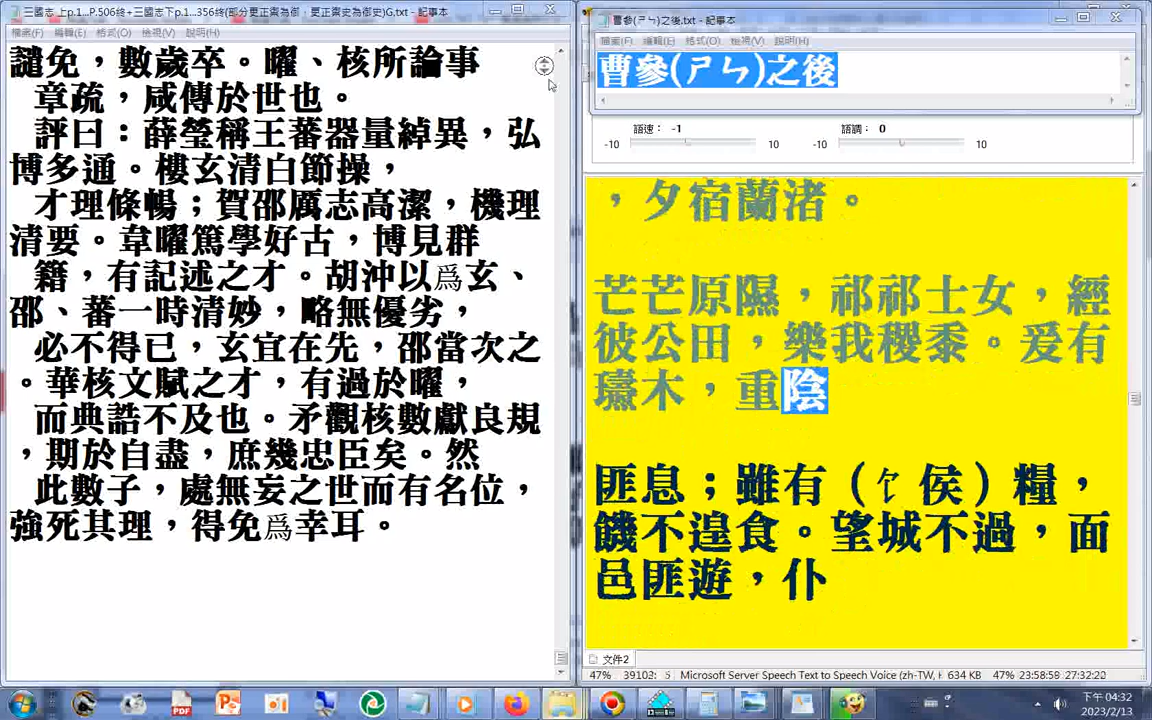 三國志 上p.1...P.506終+三國志下p.1...356終(部分更正禦為御，更正禦史為御史)G.txt - 記事本
檔案(F) 編輯(E) 格式(O) 檢視(V) 說明(H)
譴免，數歲卒。曜、核所論事
章疏，咸傳於世也。
評曰：薛瑩稱王蕃器量綽異，弘
博多通。樓玄清白節操，
才理條暢；賀邵厲志高潔，機理
清要。韋曜篤學好古，博見群
籍，有記述之才。胡沖以爲玄、
邵、蕃一時清妙，略無優劣，
必不得已，玄宜在先，邵當次之
。華核文賦之才，有過於曜，
而典誥不及也。矛觀核數獻良規
，期於自盡，庶幾忠臣矣。然
此數子，處無妄之世而有名位，
強死其理，得免爲幸耳。
曹參(ㄕㄣ)之後.txt - 記事本
檔案(F) 編輯(E) 格式(O) 檢視(V) 說明(H)
曹參(ㄕㄣ)之後
語速： -1 語調： 0
-10 10 -10 10
，夕宿蘭渚。
芒芒原隰，祁祁士女，經
彼公田，樂我稷黍。爰有
樛木，重陰
匪息；雖有（飠侯）糧，
饑不遑食。望城不過，面
邑匪遊，仆
文件2
47% 39102: Microsoft Server Speech Text to Speech Voice (zh-TW, H 634 KB 47% 23:58:59 27:32:20
下午 04:32
2023/2/13